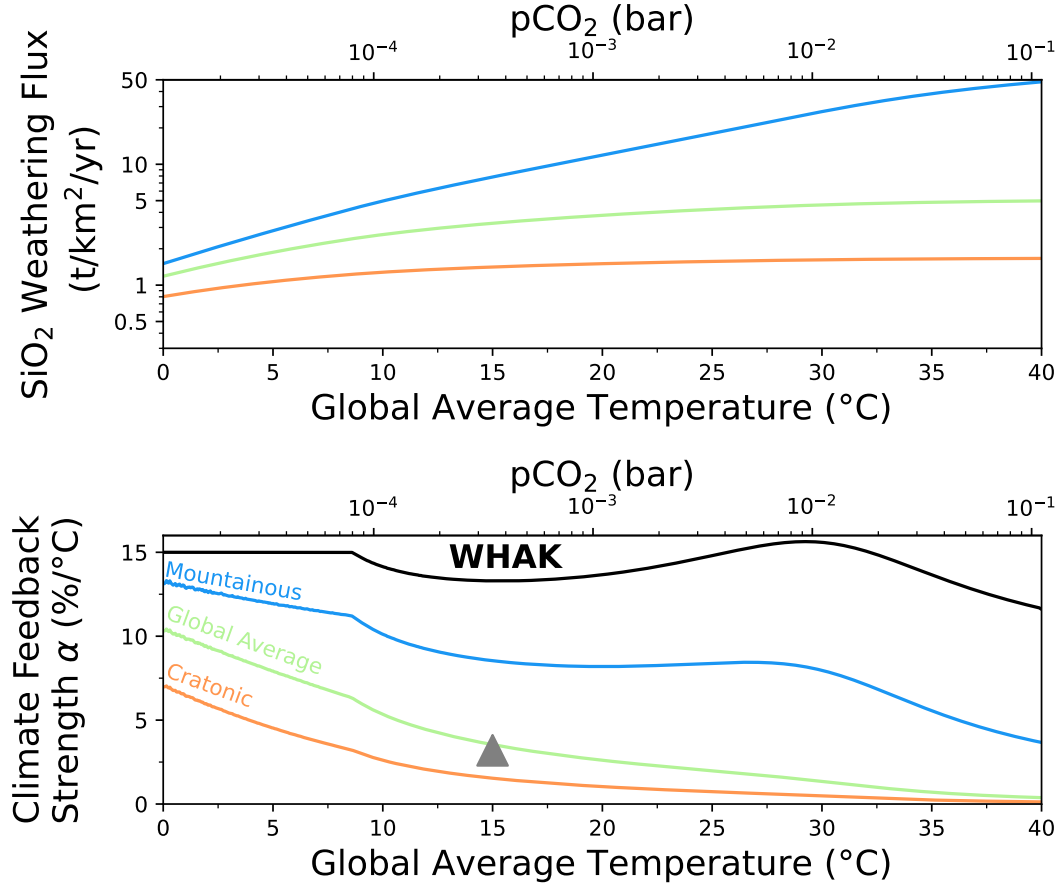 pCO₂ (bar)
10⁻⁴ 10⁻³ 10⁻² 10⁻¹
SiO₂ Weathering Flux
(t/km²/yr)
50
10
5
1
0.5
0 5 10 15 20 25 30 35 40
Global Average Temperature (°C)
pCO₂ (bar)
10⁻⁴ 10⁻³ 10⁻² 10⁻¹
Climate Feedback
Strength α (%/°C)
15
10
5
0
WHAK
Mountainous
Global Average
Cratonic
0 5 10 15 20 25 30 35 40
Global Average Temperature (°C)